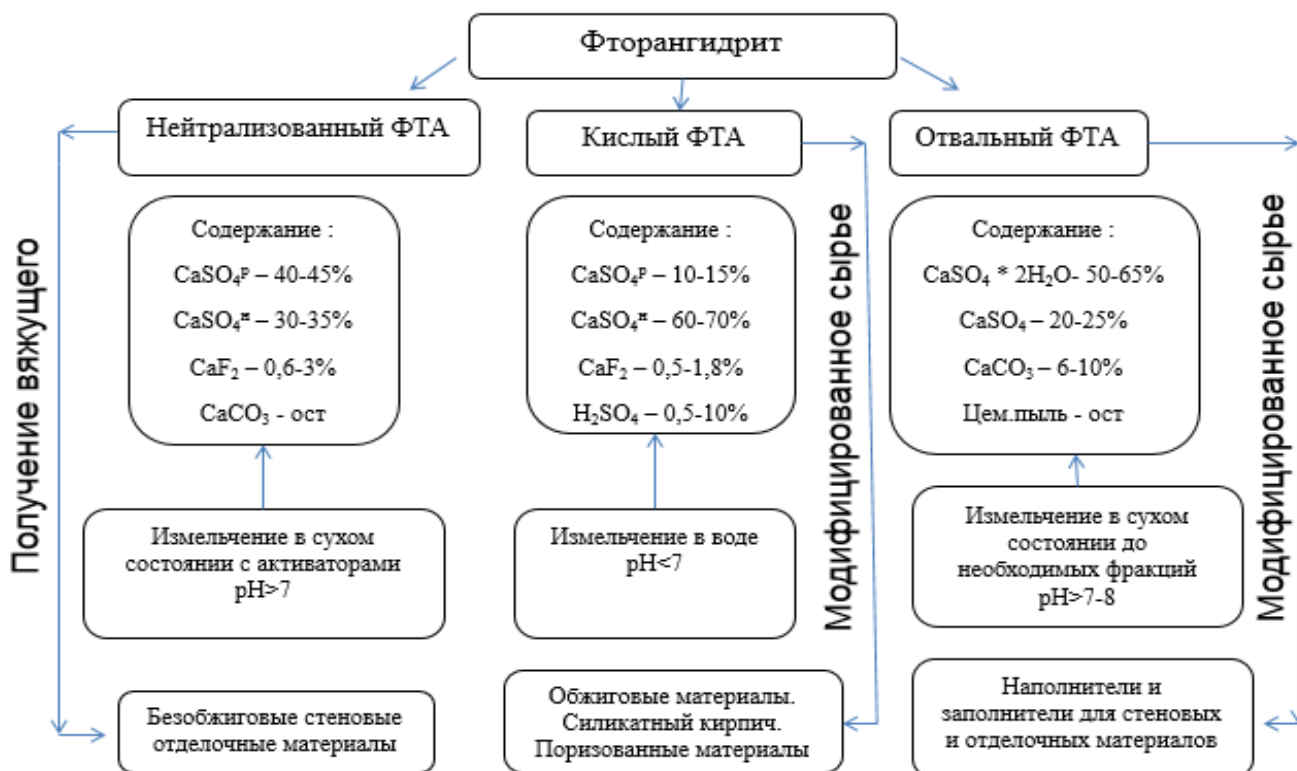 Фторангидрит
Нейтрализованный ФТА
Кислый ФТА
Отвальный ФТА
Получение вяжущего
Содержание :
CaSO₄ᵖ – 40-45%
CaSO₄ᴴ – 30-35%
CaF₂ – 0,6-3%
CaCO₃ - ост
Содержание :
CaSO₄ᵖ – 10-15%
CaSO₄ᴴ – 60-70%
CaF₂ – 0,5-1,8%
H₂SO₄ – 0,5-10%
Модифицированное сырье
Содержание :
CaSO₄ * 2H₂O- 50-65%
CaSO₄ – 20-25%
CaCO₃ – 6-10%
Цем.пыль - ост
Модифицированное сырье
Измельчение в сухом
состоянии с активаторами
pH>7
Измельчение в воде
pH<7
Измельчение в сухом
состоянии до
необходимых фракций
pH>7-8
Безобжиговые стеновые
отделочные материалы
Обжиговые материалы.
Силикатный кирпич.
Поризованные материалы
Наполнители и
заполнители для стеновых
и отделочных материалов